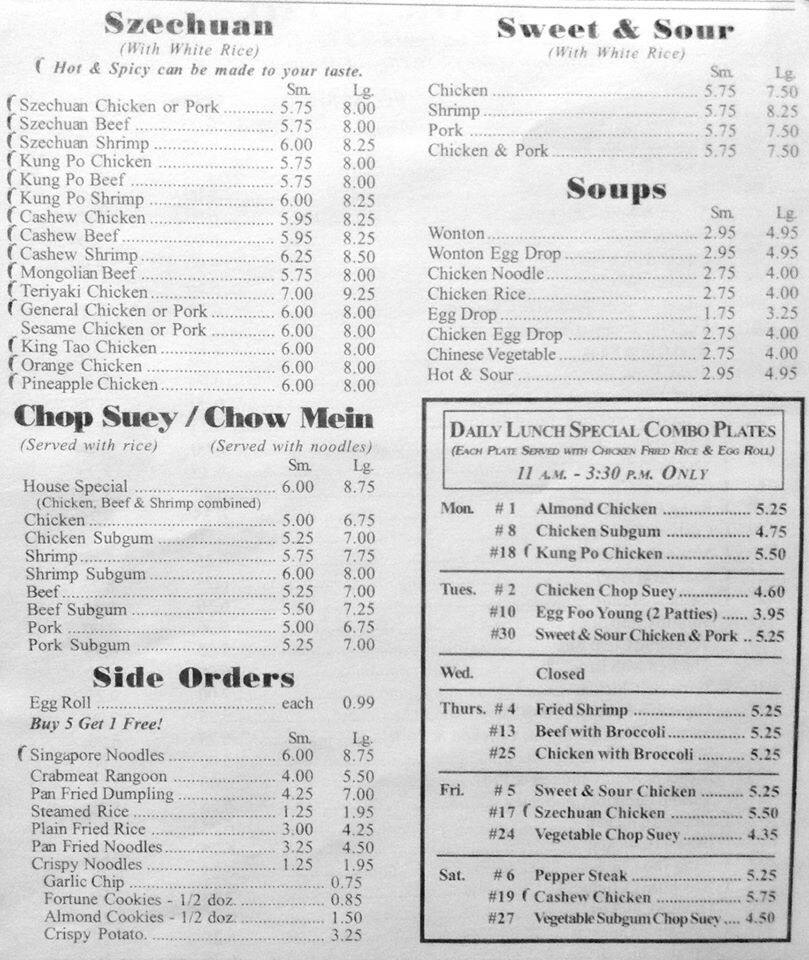 Szechuan
(With White Rice)
Hot & Spicy can be made to your taste.
Sm. Lg.
Szechuan Chicken or Pork ........... 5.75 8.00
Szechuan Beef ........... 5.75 8.00
Szechuan Shrimp ........... 6.00 8.25
Kung Po Chicken ........... 5.75 8.00
Kung Po Beef ........... 5.75 8.00
Kung Po Shrimp ........... 6.00 8.25
Cashew Chicken ........... 5.95 8.25
Cashew Beef ........... 5.95 8.25
Cashew Shrimp ........... 6.25 8.50
Mongolian Beef ........... 5.75 8.00
Teriyaki Chicken ........... 7.00 9.25
General Chicken or Pork ........... 6.00 8.00
Sesame Chicken or Pork ........... 6.00 8.00
King Tao Chicken ........... 6.00 8.00
Orange Chicken ........... 6.00 8.00
Pineapple Chicken ........... 6.00 8.00
Chop Suey / Chow Mein
(Served with rice) (Served with noodles)
Sm. Lg.
House Special ........... 6.00 8.75
(Chicken, Beef & Shrimp combined)
Chicken ........... 5.00 6.75
Chicken Subgum ........... 5.25 7.00
Shrimp ........... 5.75 7.75
Shrimp Subgum ........... 6.00 8.00
Beef ........... 5.25 7.00
Beef Subgum ........... 5.50 7.25
Pork ........... 5.00 6.75
Pork Subgum ........... 5.25 7.00
Side Orders
Egg Roll ........... each 0.99
Buy 5 Get 1 Free!
Sm. Lg.
Singapore Noodles ........... 6.00 8.75
Crabmeat Rangoon ........... 4.00 5.50
Pan Fried Dumpling ........... 4.25 7.00
Steamed Rice ........... 1.25 1.95
Plain Fried Rice ........... 3.00 4.25
Pan Fried Noodles ........... 3.25 4.50
Crispy Noodles ........... 1.25 1.95
Garlic Chip ........... 0.75
Fortune Cookies - 1/2 doz. ........... 0.85
Almond Cookies - 1/2 doz. ........... 1.50
Crispy Potato. ........... 3.25
Sweet & Sour
(With White Rice)
Sm. Lg.
Chicken ........... 5.75 7.50
Shrimp ........... 5.75 8.25
Pork ........... 5.75 7.50
Chicken & Pork ........... 5.75 7.50
Soups
Sm. Lg.
Wonton ........... 2.95 4.95
Wonton Egg Drop ........... 2.95 4.95
Chicken Noodle ........... 2.75 4.00
Chicken Rice ........... 2.75 4.00
Egg Drop ........... 1.75 3.25
Chicken Egg Drop ........... 2.75 4.00
Chinese Vegetable ........... 2.75 4.00
Hot & Sour ........... 2.95 4.95
DAILY LUNCH SPECIAL COMBO PLATES
(EACH PLATE SERVED WITH CHICKEN FRIED RICE & EGG ROLL)
11 A.M. - 3:30 P.M. ONLY
Mon. # 1 Almond Chicken ........... 5.25
# 8 Chicken Subgum ........... 4.75
#18 Kung Po Chicken ........... 5.50
Tues. # 2 Chicken Chop Suey ........... 4.60
#10 Egg Foo Young (2 Patties) ...... 3.95
#30 Sweet & Sour Chicken & Pork .. 5.25
Wed. Closed
Thurs. # 4 Fried Shrimp ........... 5.25
#13 Beef with Broccoli ........... 5.25
#25 Chicken with Broccoli ........... 5.25
Fri. # 5 Sweet & Sour Chicken ........... 5.25
#17 Szechuan Chicken ........... 5.50
#24 Vegetable Chop Suey ........... 4.35
Sat. # 6 Pepper Steak ........... 5.25
#19 Cashew Chicken ........... 5.75
#27 Vegetable Subgum Chop Suey .... 4.50